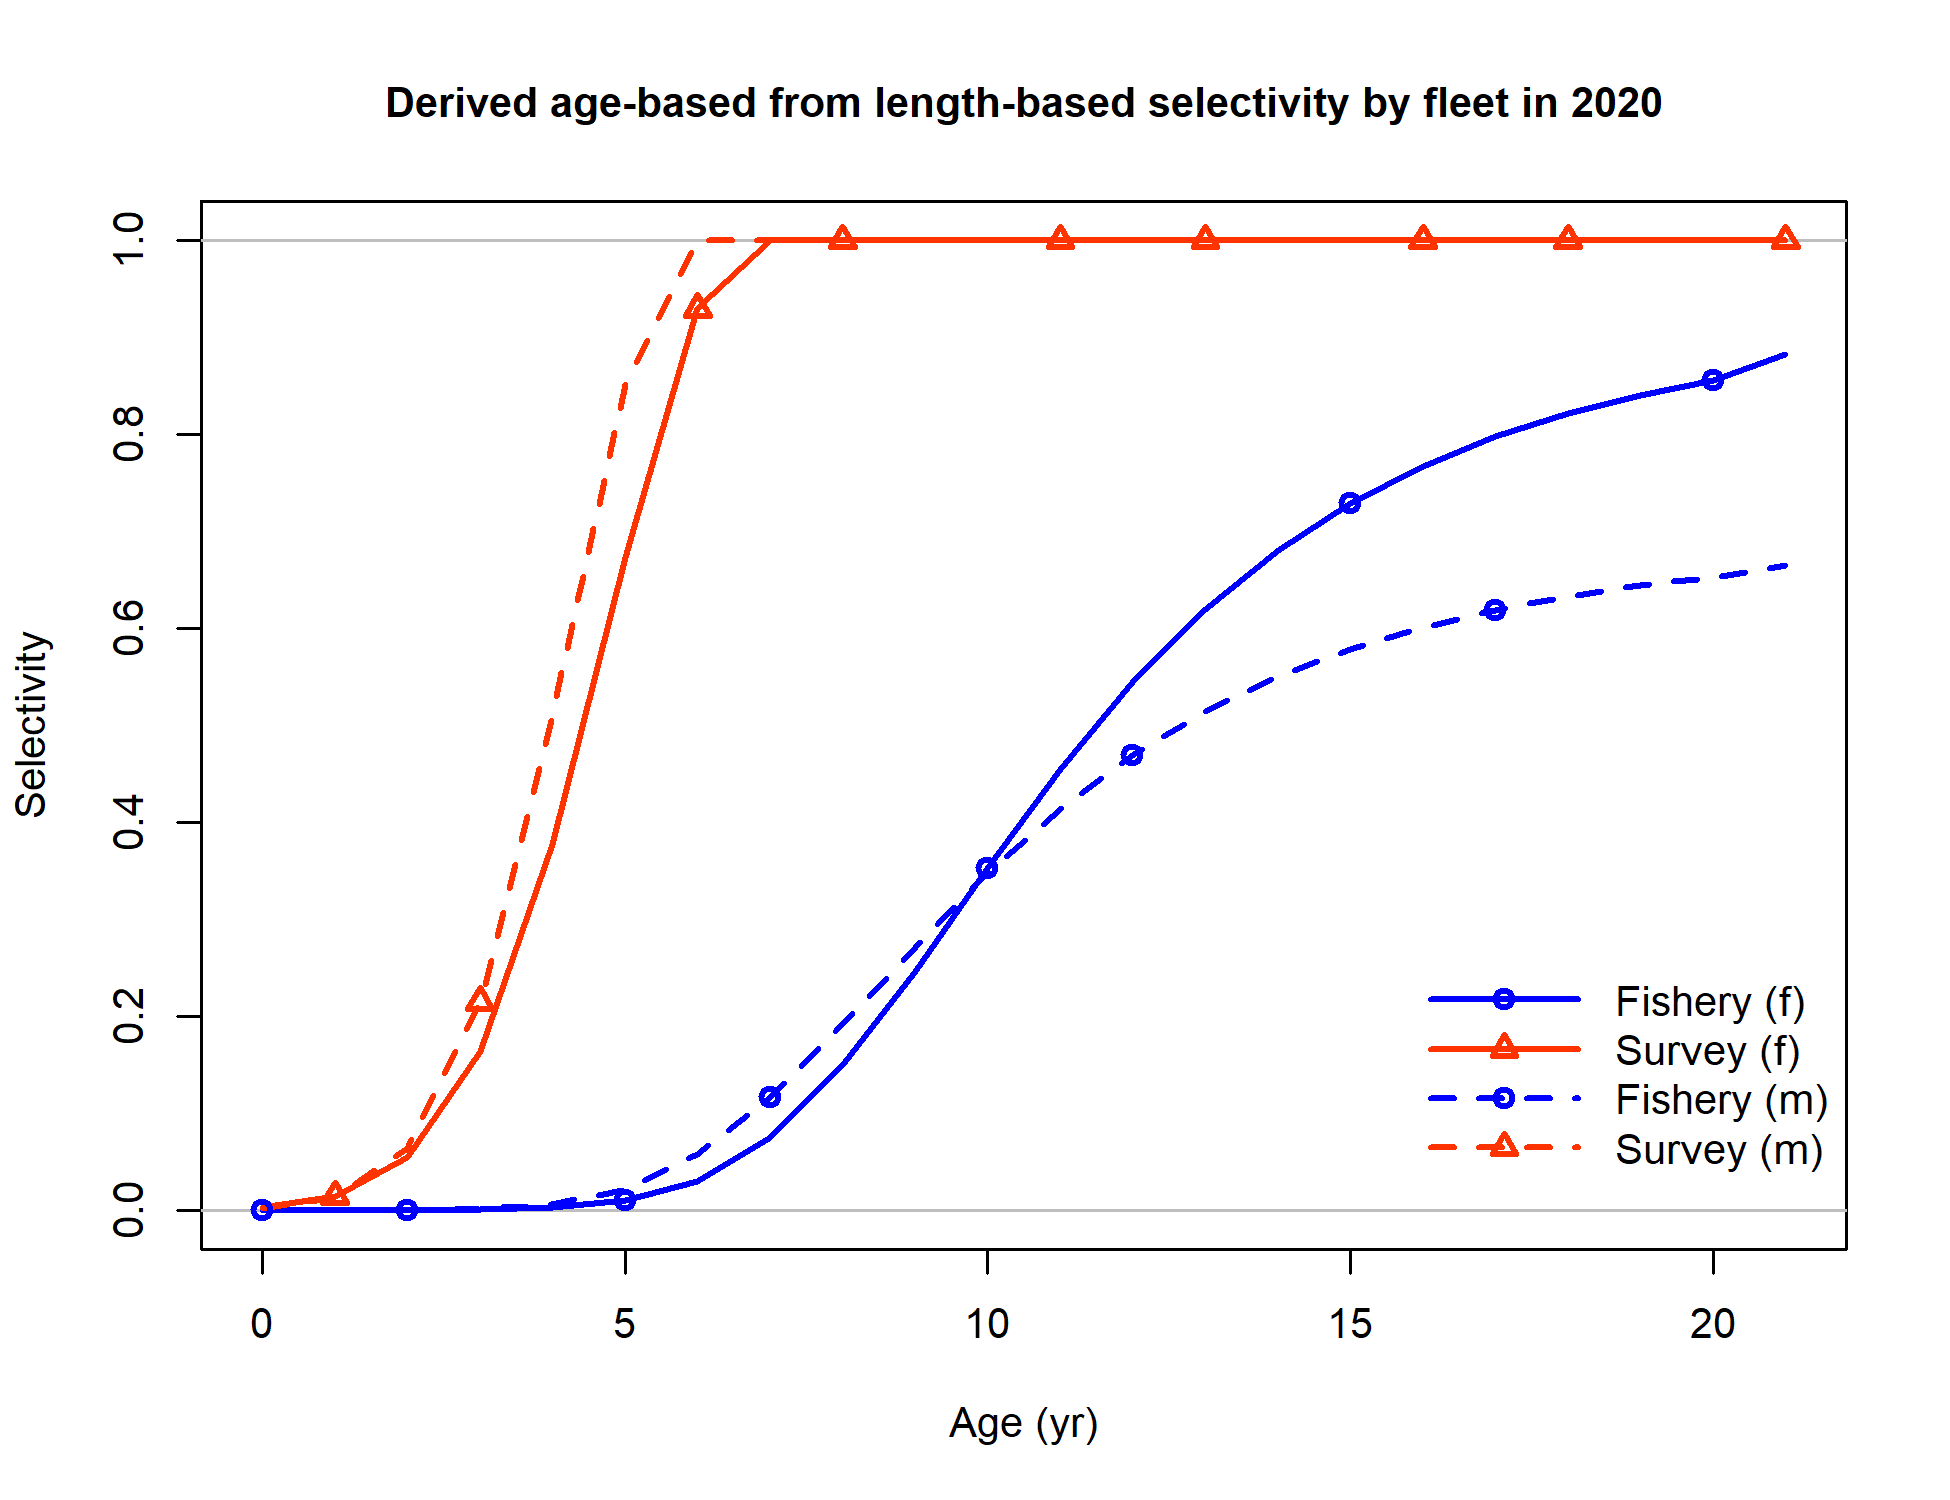 Derived age-based from length-based selectivity by fleet in 2020
Selectivity
1.0
0.8
0.6
0.4
0.2
0.0
Fishery (f)
Survey (f)
Fishery (m)
Survey (m)
0 5 10 15 20
Age (yr)